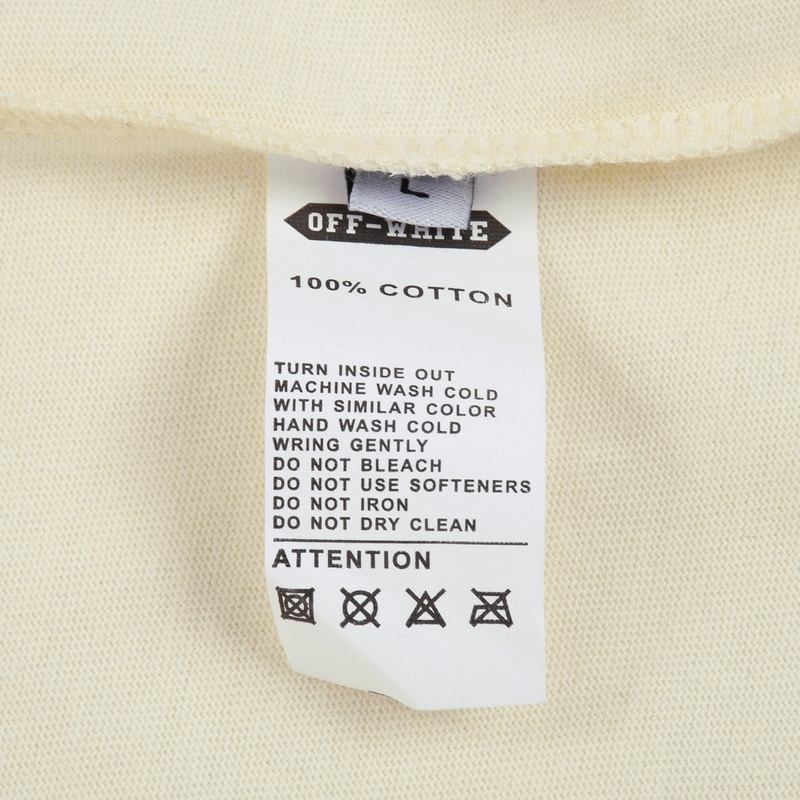 L
OFF-WHITE
100% COTTON
TURN INSIDE OUT
MACHINE WASH COLD
WITH SIMILAR COLOR
HAND WASH COLD
WRING GENTLY
DO NOT BLEACH
DO NOT USE SOFTENERS
DO NOT IRON
DO NOT DRY CLEAN
ATTENTION